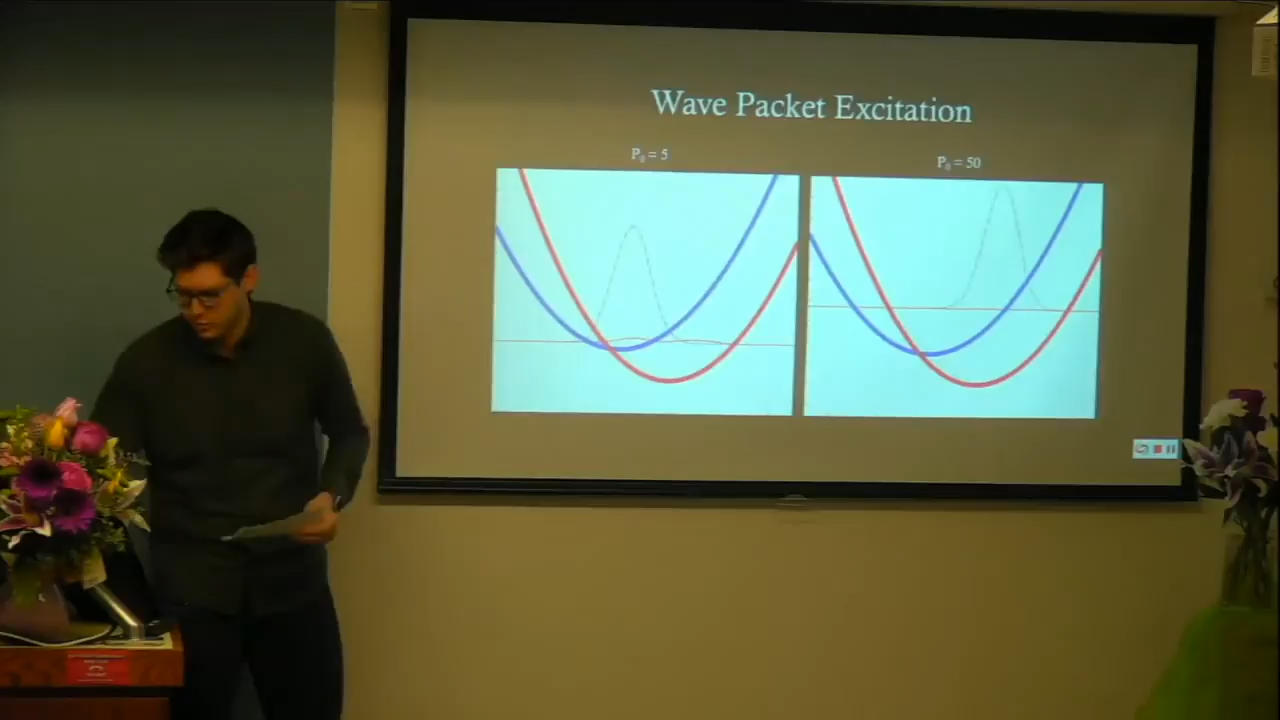 Wave Packet Excitation
P₀ = 5
P₀ = 50